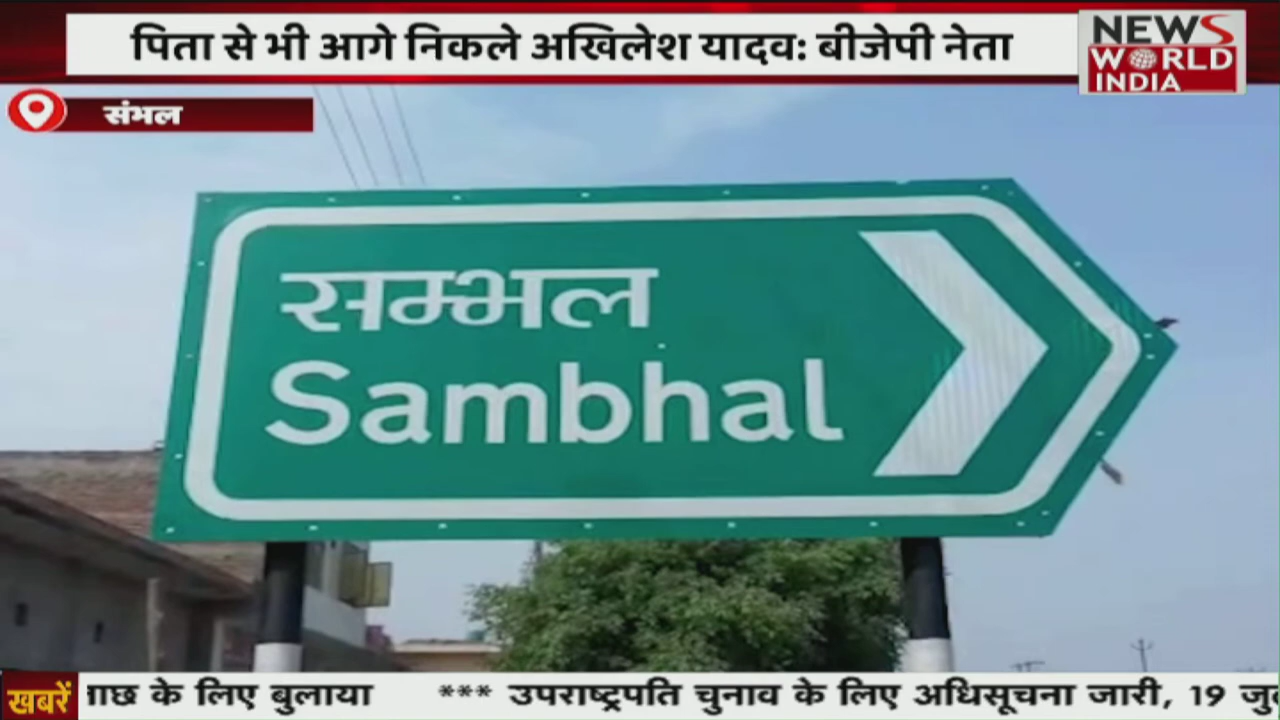 पिता से भी आगे निकले अखिलेश यादव: बीजेपी नेता
NEWS
WORLD
INDIA
संभल
सम्भल
Sambhal
खबरें
के लिए बुलाया *** उपराष्ट्रपति चुनाव के लिए अधिसूचना जारी, 19